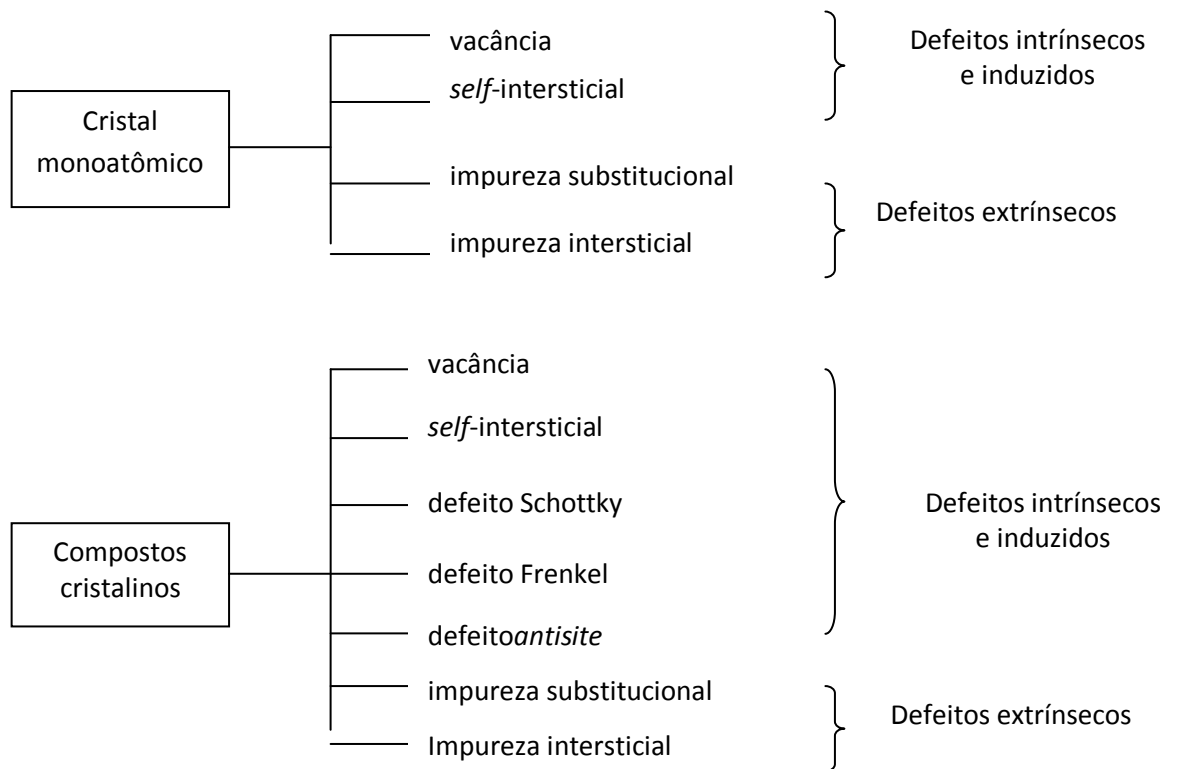 Cristal
monoatômico
vacância
self-intersticial
impureza substitucional
impureza intersticial
Defeitos intrínsecos
e induzidos
Defeitos extrínsecos
Compostos
cristalinos
vacância
self-intersticial
defeito Schottky
defeito Frenkel
defeitoantisite
impureza substitucional
Impureza intersticial
Defeitos intrínsecos
e induzidos
Defeitos extrínsecos